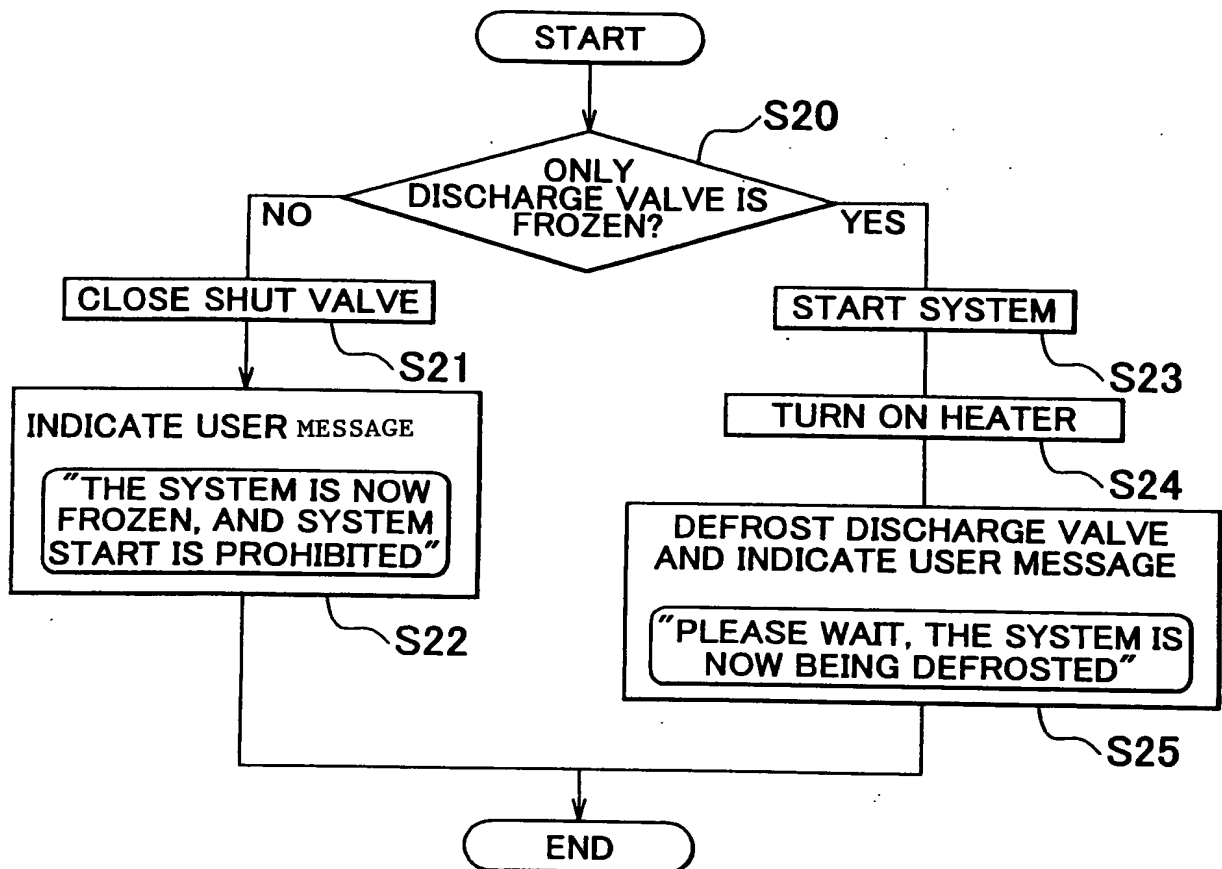 START
S20
ONLY
DISCHARGE VALVE IS
FROZEN?
NO
YES
CLOSE SHUT VALVE
S21
INDICATE USER MESSAGE
"THE SYSTEM IS NOW
FROZEN, AND SYSTEM
START IS PROHIBITED"
S22
START SYSTEM
S23
TURN ON HEATER
S24
DEFROST DISCHARGE VALVE
AND INDICATE USER MESSAGE
"PLEASE WAIT, THE SYSTEM IS
NOW BEING DEFROSTED"
S25
END